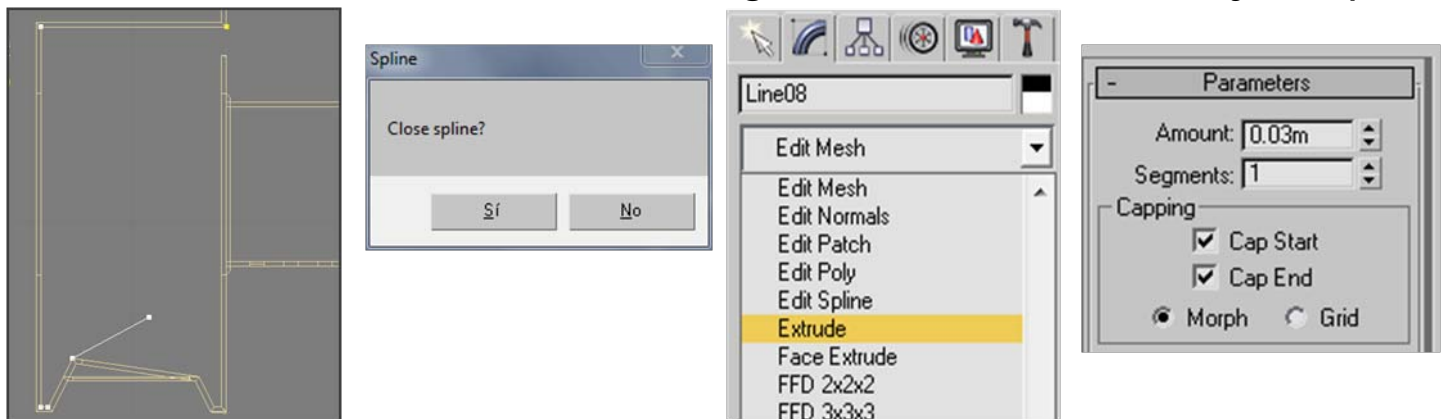 Spline
Close spline?
Sí
No
Line08
Edit Mesh
Edit Mesh
Edit Normals
Edit Patch
Edit Poly
Edit Spline
Extrude
Face Extrude
FFD 2x2x2
FFD 3x3x3
- Parameters
Amount: 0.03m
Segments: 1
Capping
Cap Start
Cap End
Morph Grid